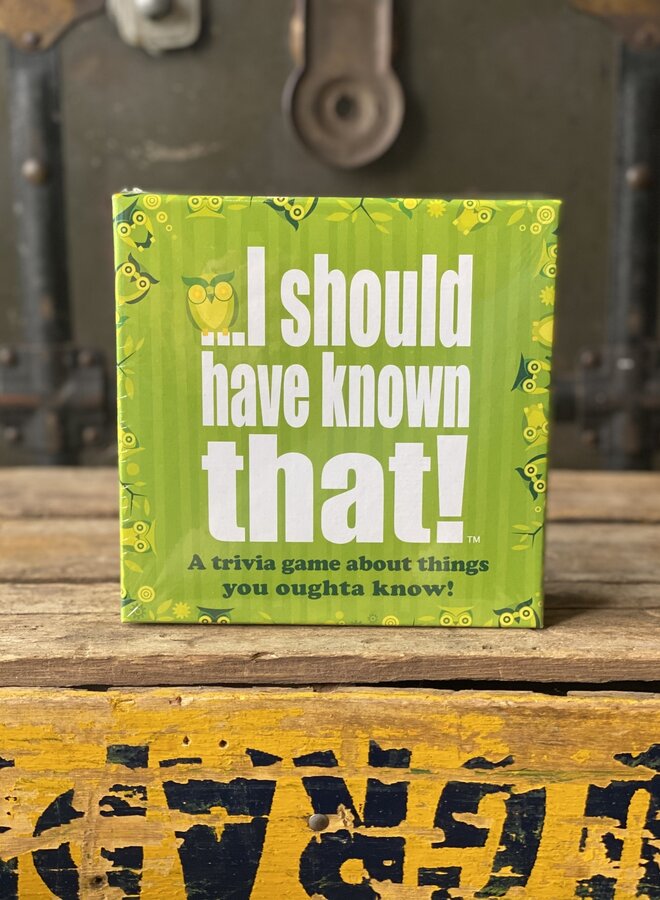 ...I should
have known
that!™
A trivia game about things
you oughta know!